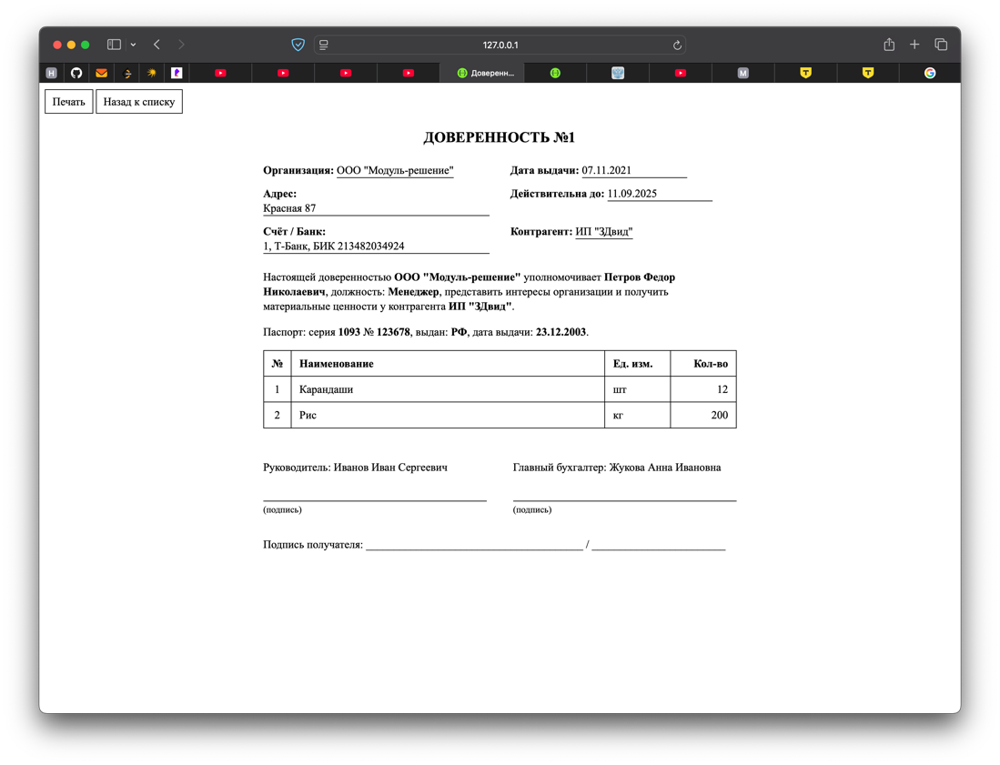 127.0.0.1
H
Доверенн...
M
T
T
G
Печать
Назад к списку
ДОВЕРЕННОСТЬ №1
Организация: ООО "Модуль-решение"
Дата выдачи: 07.11.2021
Адрес:
Красная 87
Действительна до: 11.09.2025
Счёт / Банк:
1, Т-Банк, БИК 213482034924
Контрагент: ИП "ЗДвид"
Настоящей доверенностью ООО "Модуль-решение" уполномочивает Петров Федор
Николаевич, должность: Менеджер, представить интересы организации и получить
материальные ценности у контрагента ИП "ЗДвид".
Паспорт: серия 1093 № 123678, выдан: РФ, дата выдачи: 23.12.2003.
№ Наименование Ед. изм. Кол-во
1 Карандаши шт 12
2 Рис кг 200
Руководитель: Иванов Иван Сергеевич
Главный бухгалтер: Жукова Анна Ивановна
(подпись)
(подпись)
Подпись получателя: ______________________________________ / ________________________